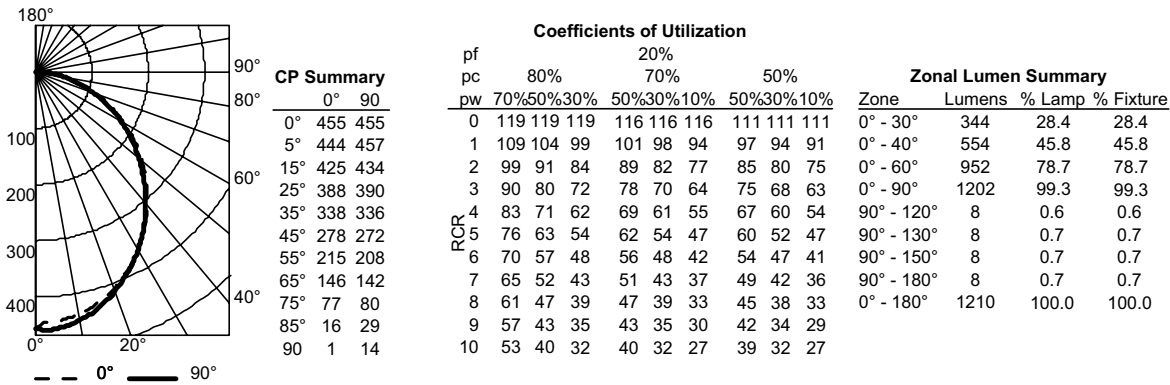 180°
90°
80°
60°
40°
100
200
300
400
0° 20°
0° 90°
CP Summary
0° 90
0° 455 455
5° 444 457
15° 425 434
25° 388 390
35° 338 336
45° 278 272
55° 215 208
65° 146 142
75° 77 80
85° 16 29
90 1 14
Coefficients of Utilization
pf 20%
pc 80% 70% 50%
pw 70%50%30% 50%30%10% 50%30%10%
RCR
0 119 119 119 116 116 116 111 111 111
1 109 104 99 101 98 94 97 94 91
2 99 91 84 89 82 77 85 80 75
3 90 80 72 78 70 64 75 68 63
4 83 71 62 69 61 55 67 60 54
5 76 63 54 62 54 47 60 52 47
6 70 57 48 56 48 42 54 47 41
7 65 52 43 51 43 37 49 42 36
8 61 47 39 47 39 33 45 38 33
9 57 43 35 43 35 30 42 34 29
10 53 40 32 40 32 27 39 32 27
Zonal Lumen Summary
Zone Lumens % Lamp % Fixture
0° - 30° 344 28.4 28.4
0° - 40° 554 45.8 45.8
0° - 60° 952 78.7 78.7
0° - 90° 1202 99.3 99.3
90° - 120° 8 0.6 0.6
90° - 130° 8 0.7 0.7
90° - 150° 8 0.7 0.7
90° - 180° 8 0.7 0.7
0° - 180° 1210 100.0 100.0